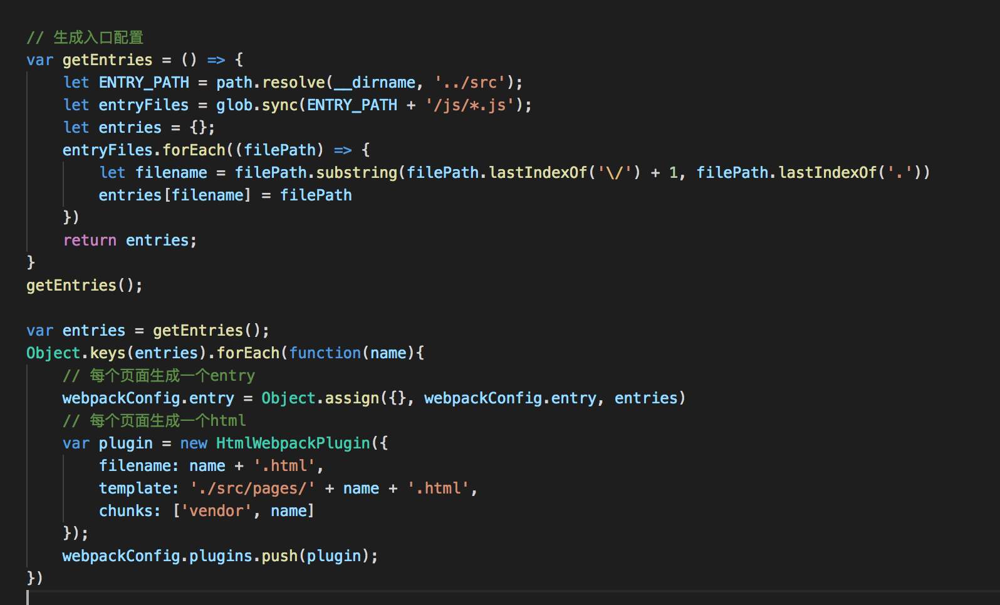 // 生成入口配置
var getEntries = () => {
    let ENTRY_PATH = path.resolve(__dirname, '../src');
    let entryFiles = glob.sync(ENTRY_PATH + '/js/*.js');
    let entries = {};
    entryFiles.forEach((filePath) => {
        let filename = filePath.substring(filePath.lastIndexOf('\/') + 1, filePath.lastIndexOf('.'))
        entries[filename] = filePath
    })
    return entries;
}
getEntries();

var entries = getEntries();
Object.keys(entries).forEach(function(name){
    // 每个页面生成一个entry
    webpackConfig.entry = Object.assign({}, webpackConfig.entry, entries)
    // 每个页面生成一个html
    var plugin = new HtmlWebpackPlugin({
        filename: name + '.html',
        template: './src/pages/' + name + '.html',
        chunks: ['vendor', name]
    });
    webpackConfig.plugins.push(plugin);
})